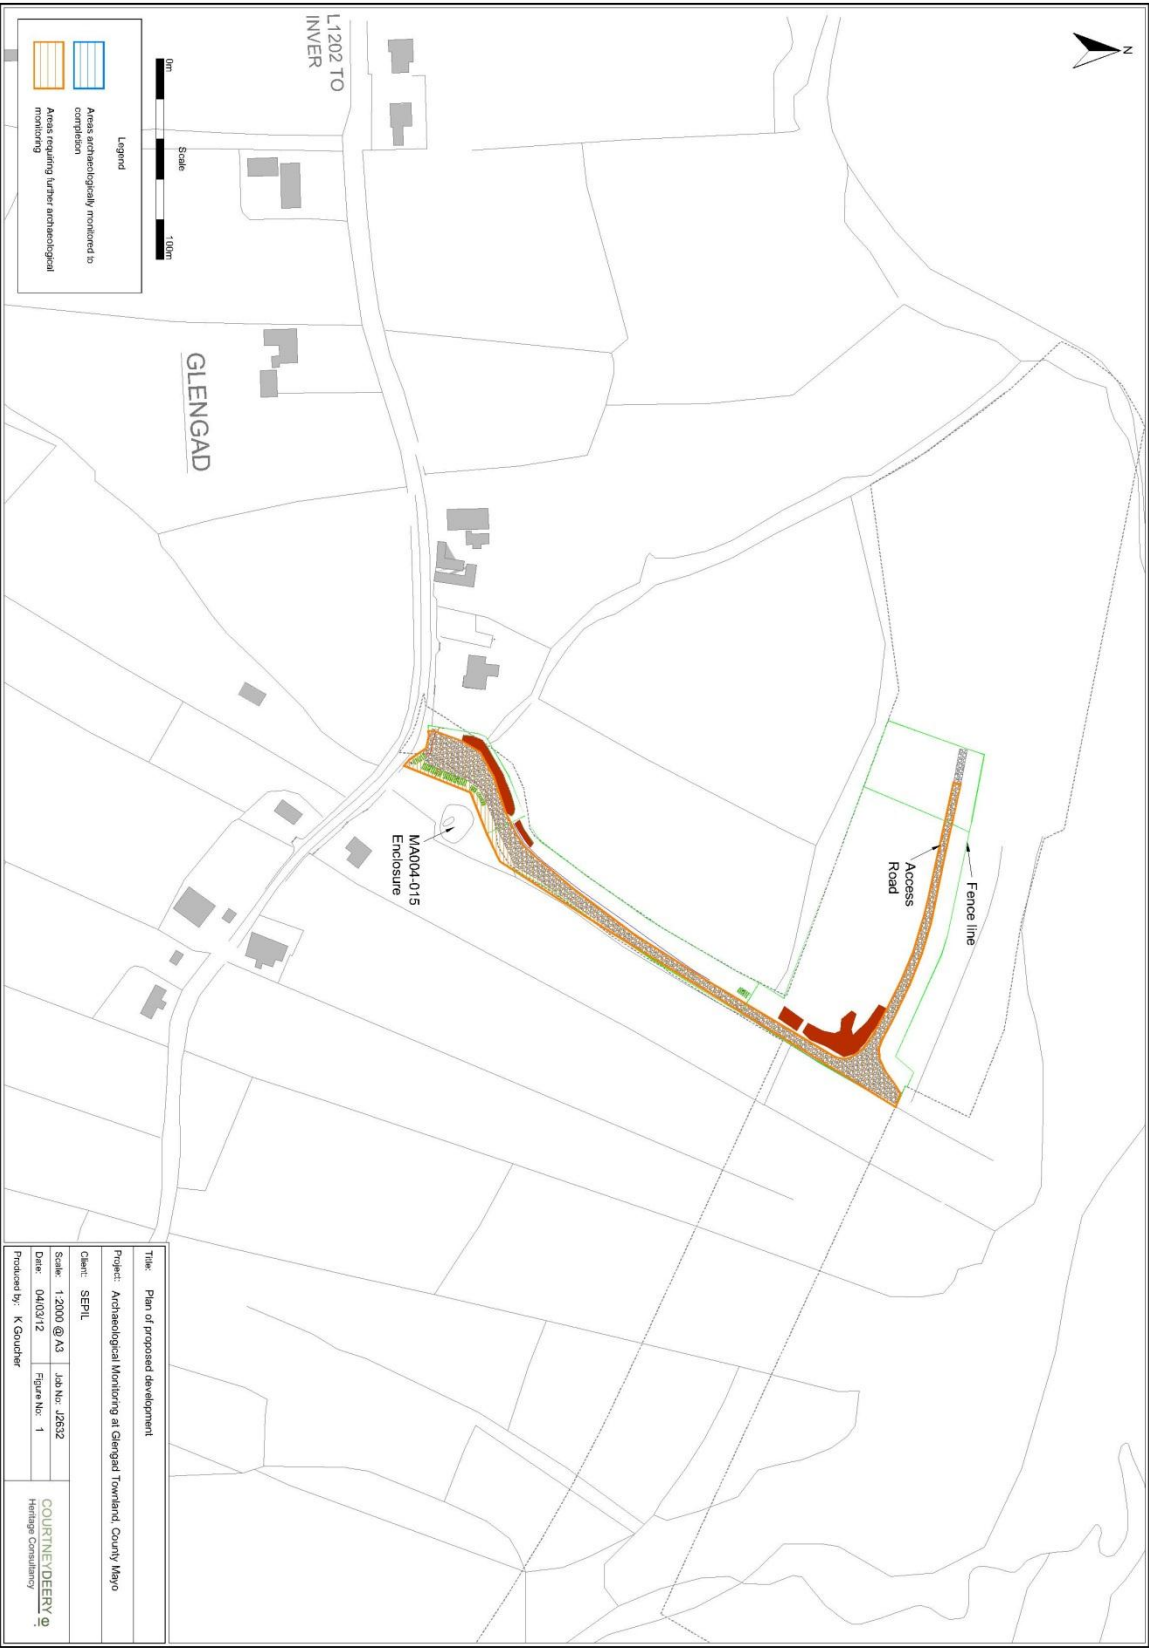 N
L1202 TO
INVER
GLENGAD
MA004-015
Enclosure
Access
Road
Fence line
Scale
0m
100m
Legend
Areas archaeologically monitored to
completion
Areas requiring further archaeological
monitoring
Title: Plan of proposed development
Project: Archaeological Monitoring at Glengad Townland, County Mayo
Client: SEPIL
Scale: 1:2000 @ A3 Job No: J2632
Date: 04/03/12 Figure No: 1
Produced by: K Goucher
COURTNEYDEERY
Heritage Consultancy